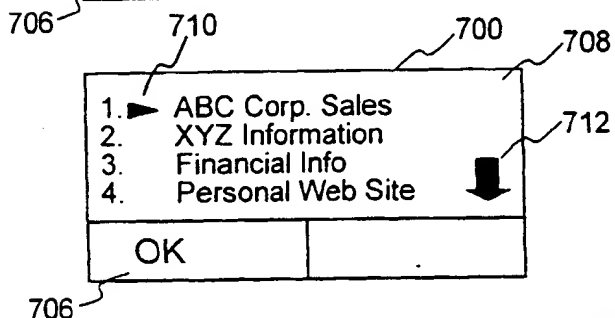 706
710
700
708
1. ► ABC Corp. Sales
712
2. XYZ Information
3. Financial Info
4. Personal Web Site
OK
706